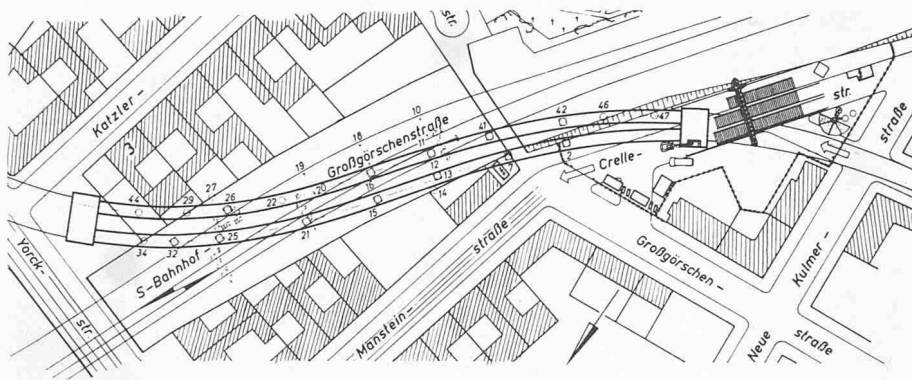 str.
Katzler-
3
10
18
19
Großgörschenstraße
11
41
42
46
47
str.
straße
27
26
20
22
29
44
16
12
13
2
Crelle-
14
15
21
25
32
34
S-Bahnhof-
Yorck-
str.
Manstein-
straße
Großgörschen-
Kulmer-
Neue
straße